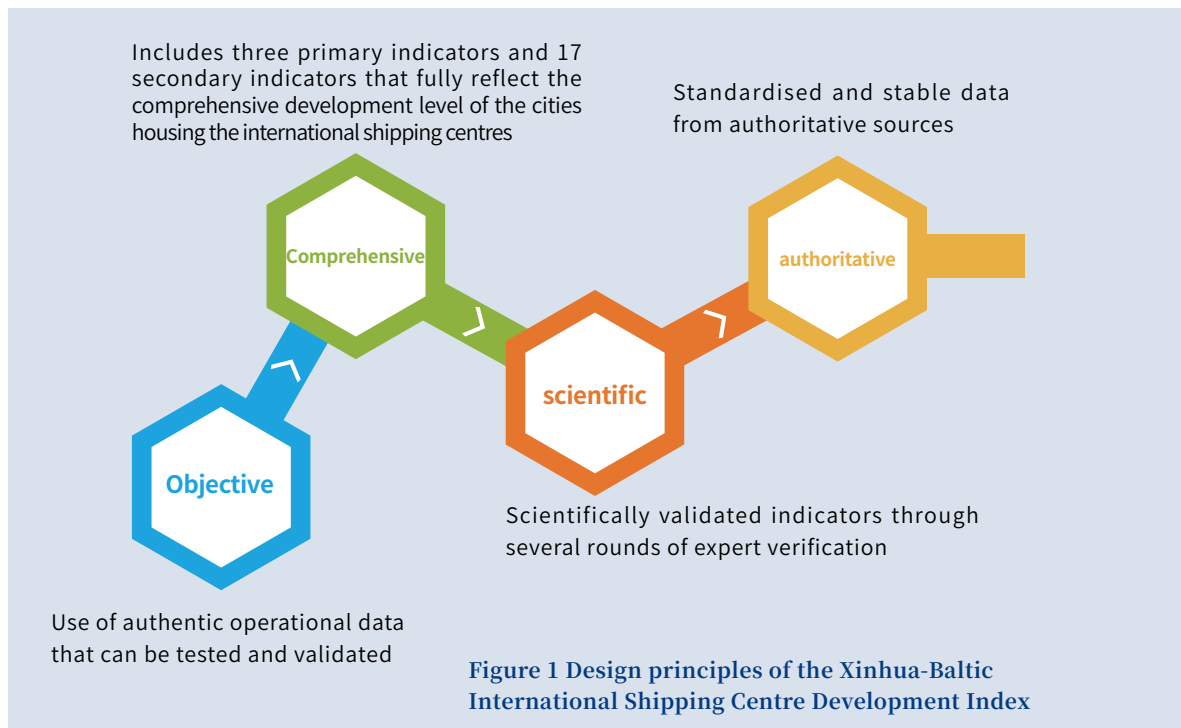 Includes three primary indicators and 17
secondary indicators that fully reflect the
comprehensive development level of the cities
housing the international shipping centres
Standardised and stable data
from authoritative sources
Comprehensive
authoritative
scientific
Objective
Scientifically validated indicators through
several rounds of expert verification
Use of authentic operational data
that can be tested and validated
Figure 1 Design principles of the Xinhua-Baltic
International Shipping Centre Development Index